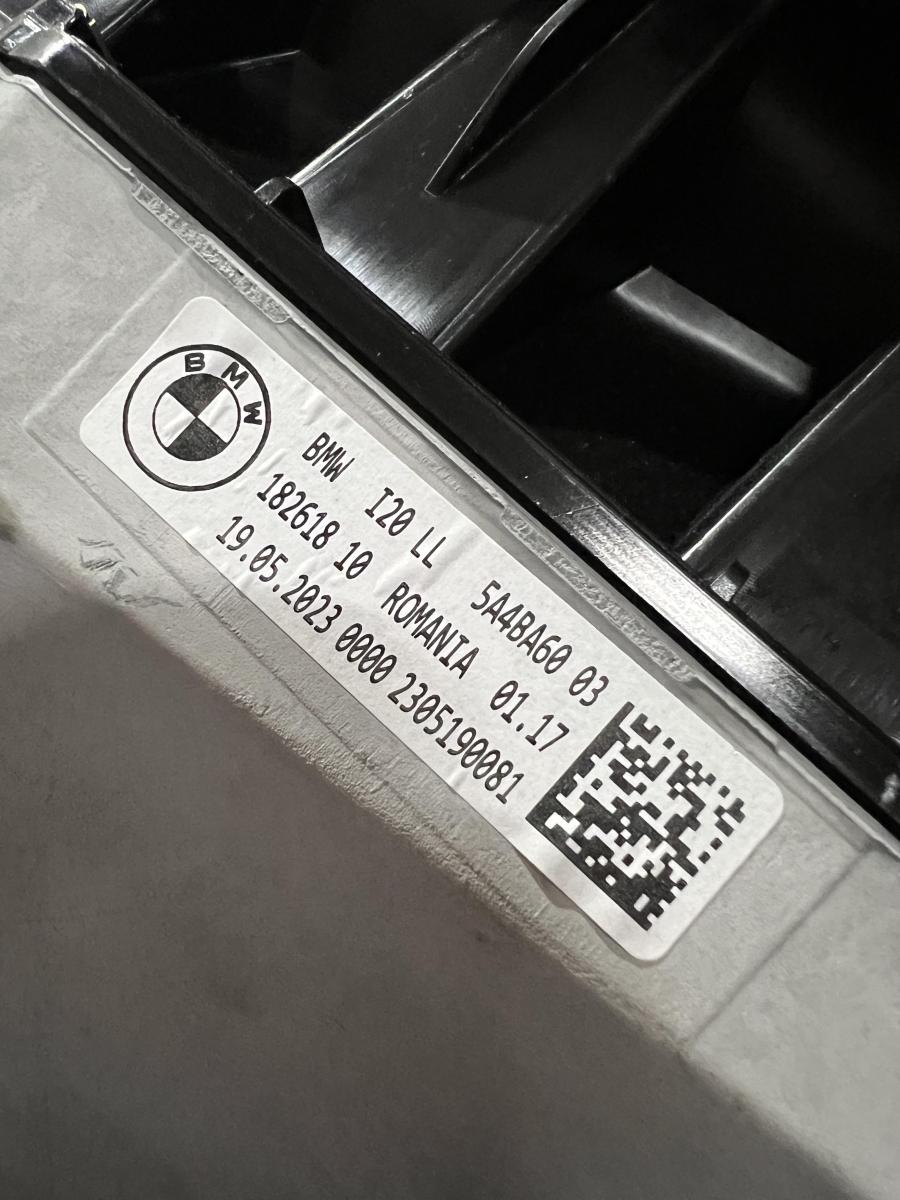 BMW
BMW I20 LL 5A4BA60 03
182618 10 ROMANIA 01.17
19.05.2023 0000 2305190081